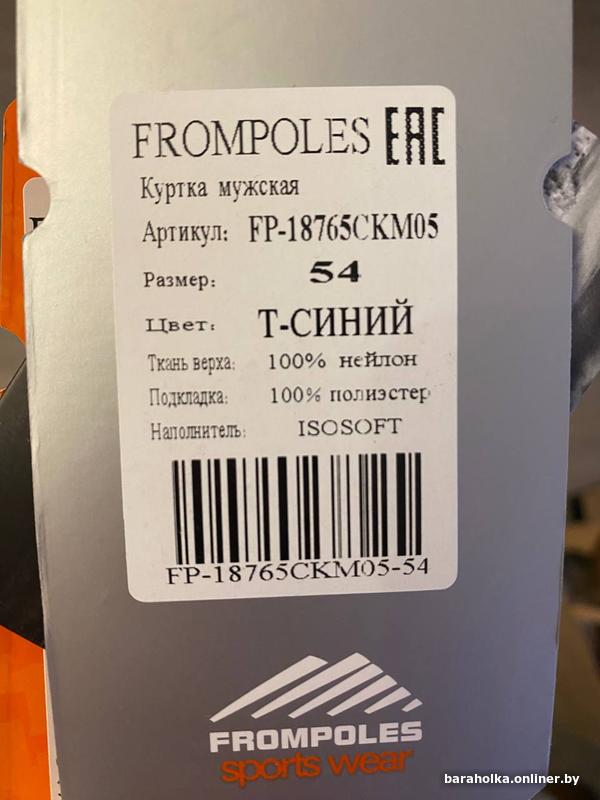 FROMPOLES EAC
Куртка мужская
Артикул: FP-18765CKM05
Размер: 54
Цвет: Т-СИНИЙ
Ткань верха: 100% нейлон
Подкладка: 100% полиэстер
Наполнитель: ISOSOFT
FP-18765CKM05-54
FROMPOLES
sports wear
baraholka.onliner.by